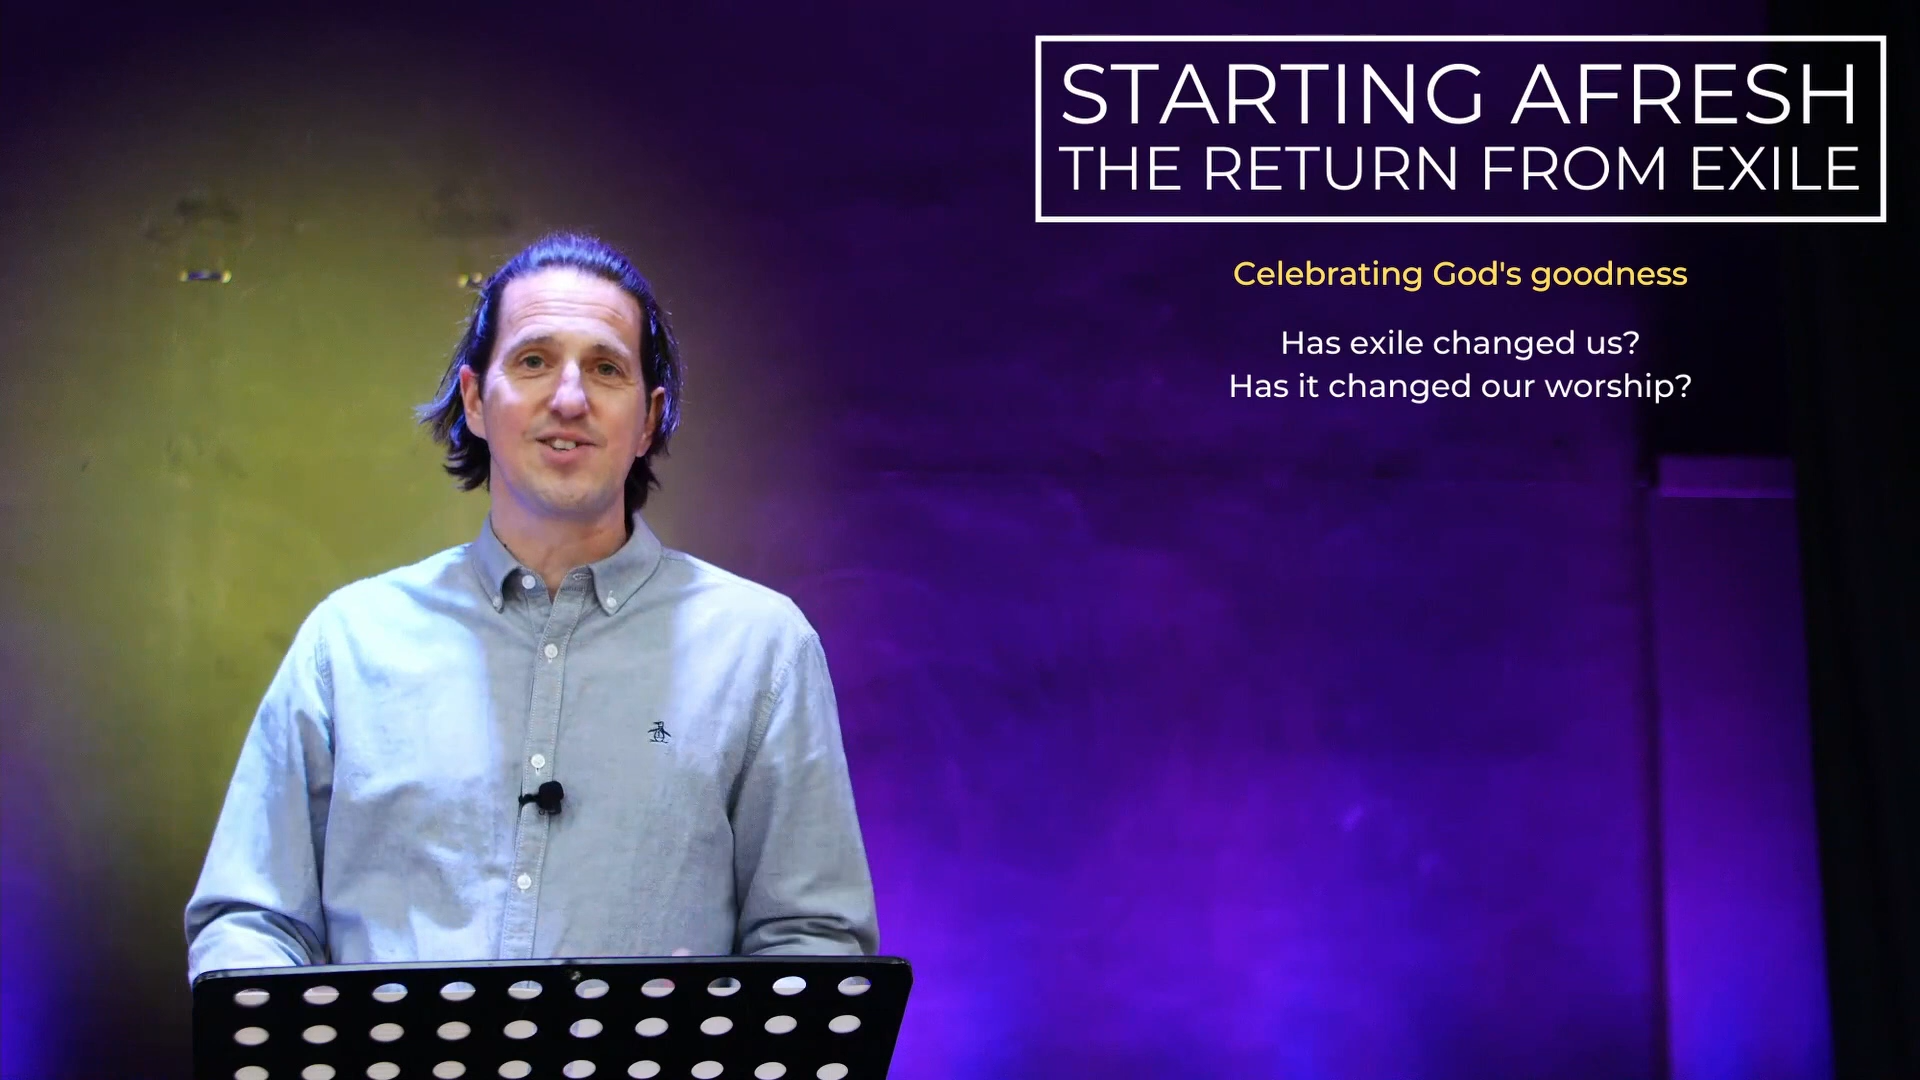 STARTING AFRESH
THE RETURN FROM EXILE
Celebrating God's goodness
Has exile changed us?
Has it changed our worship?